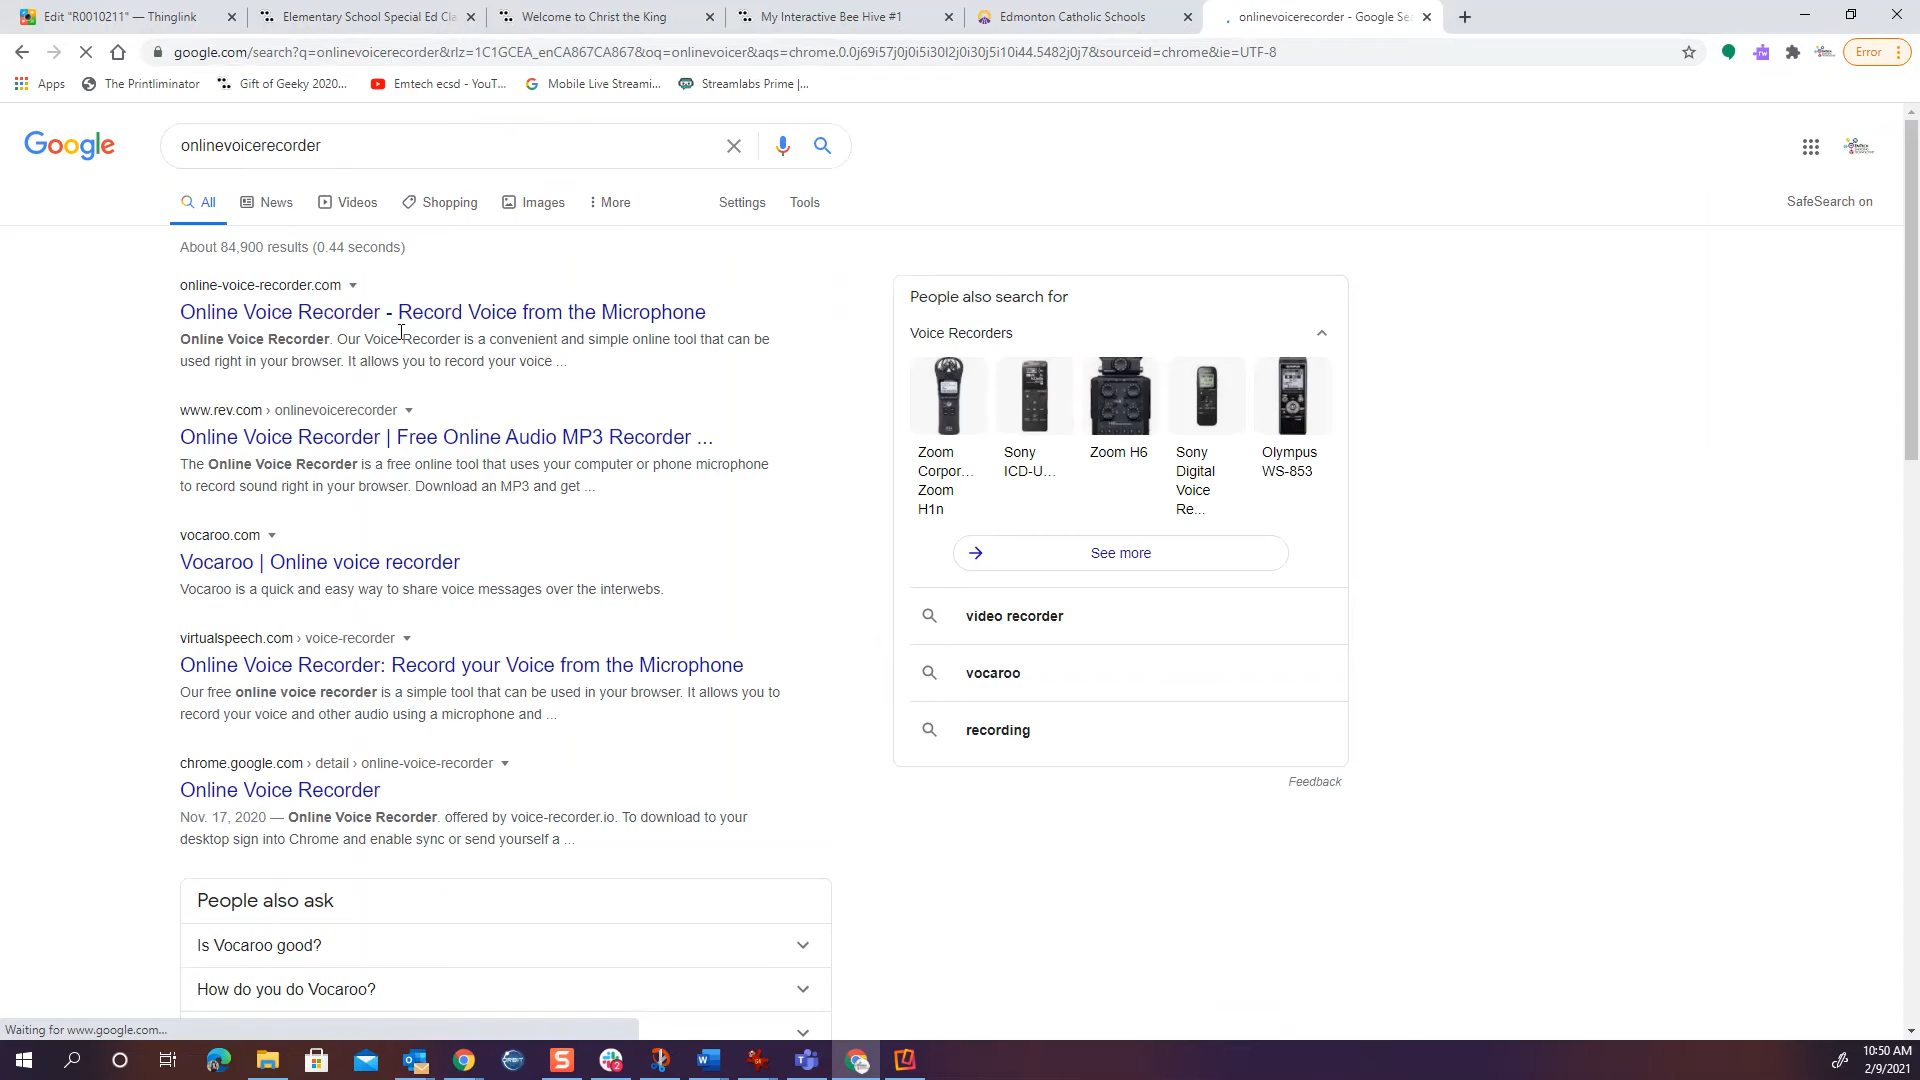 Edit "R0010211" — Thinglink
Elementary School Special Ed Cla
Welcome to Christ the King
My Interactive Bee Hive #1
Edmonton Catholic Schools
onlinevoicerecorder - Google Sea
google.com/search?q=onlinevoicerecorder&rlz=1C1GCEA_enCA867CA867&oq=onlinevoicer&aqs=chrome.0.0j69i57j0j0i5i30l2j0i30j5i10i44.5482j0j7&sourceid=chrome&ie=UTF-8
Error
Apps
The Printliminator
Gift of Geeky 2020...
Emtech ecsd - YouT...
Mobile Live Streami...
Streamlabs Prime |...
Google
onlinevoicerecorder
All
News
Videos
Shopping
Images
More
Settings
Tools
SafeSearch on
About 84,900 results (0.44 seconds)
online-voice-recorder.com
Online Voice Recorder - Record Voice from the Microphone
Online Voice Recorder. Our Voice Recorder is a convenient and simple online tool that can be
used right in your browser. It allows you to record your voice ...
www.rev.com › onlinevoicerecorder
Online Voice Recorder | Free Online Audio MP3 Recorder ...
The Online Voice Recorder is a free online tool that uses your computer or phone microphone
to record sound right in your browser. Download an MP3 and get ...
vocaroo.com
Vocaroo | Online voice recorder
Vocaroo is a quick and easy way to share voice messages over the interwebs.
virtualspeech.com › voice-recorder
Online Voice Recorder: Record your Voice from the Microphone
Our free online voice recorder is a simple tool that can be used in your browser. It allows you to
record your voice and other audio using a microphone and ...
chrome.google.com › detail › online-voice-recorder
Online Voice Recorder
Nov. 17, 2020 — Online Voice Recorder. offered by voice-recorder.io. To download to your
desktop sign into Chrome and enable sync or send yourself a ...
People also ask
Is Vocaroo good?
How do you do Vocaroo?
People also search for
Voice Recorders
Zoom
Corpor...
Zoom
H1n
Sony
ICD-U...
Zoom H6
Sony
Digital
Voice
Re...
Olympus
WS-853
See more
video recorder
vocaroo
recording
Feedback
Waiting for www.google.com...
10:50 AM
2/9/2021